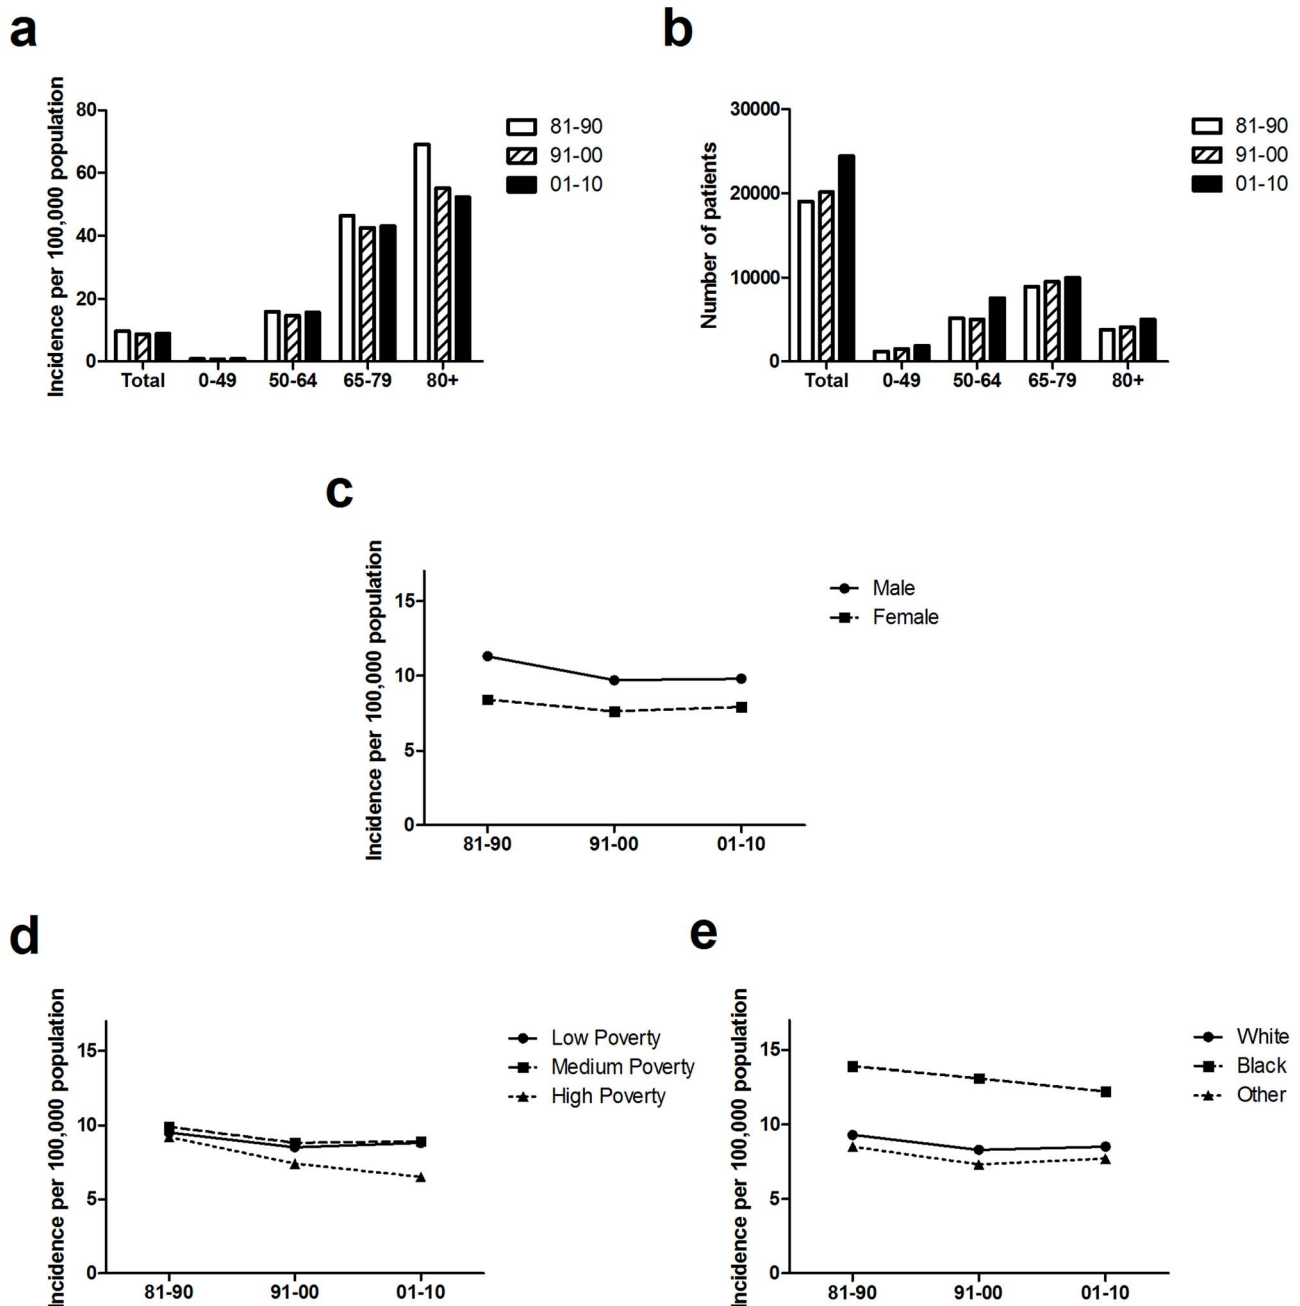 a
Incidence per 100,000 population
80
60
40
20
0
Total 0-49 50-64 65-79 80+
81-90
91-00
01-10
b
Number of patients
30000
20000
10000
0
Total 0-49 50-64 65-79 80+
81-90
91-00
01-10
c
Incidence per 100,000 population
15
10
5
0
81-90 91-00 01-10
Male
Female
d
Incidence per 100,000 population
15
10
5
0
81-90 91-00 01-10
Low Poverty
Medium Poverty
High Poverty
e
Incidence per 100,000 population
15
10
5
0
81-90 91-00 01-10
White
Black
Other